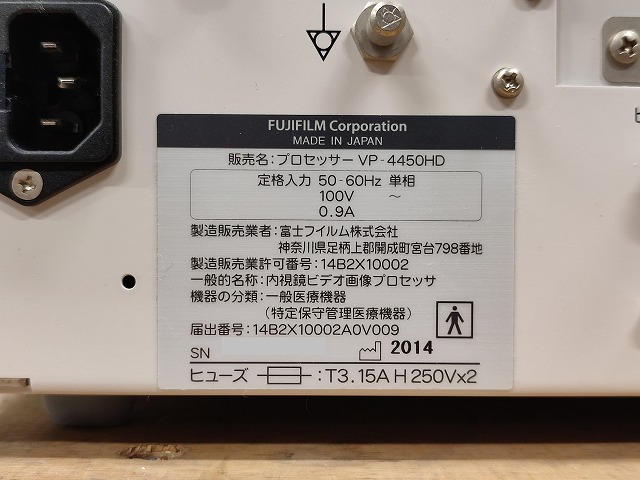 FUJIFILM Corporation
MADE IN JAPAN
販売名:プロセッサー VP-4450HD
定格入力 50-60Hz 単相
100V ～
0.9A
製造販売業者:富士フイルム株式会社
神奈川県足柄上郡開成町宮台798番地
製造販売業許可番号:14B2X10002
一般的名称:内視鏡ビデオ画像プロセッサ
機器の分類:一般医療機器
(特定保守管理医療機器)
届出番号:14B2X10002A0V009
SN 2014
ヒューズ :T3.15A H 250Vx2